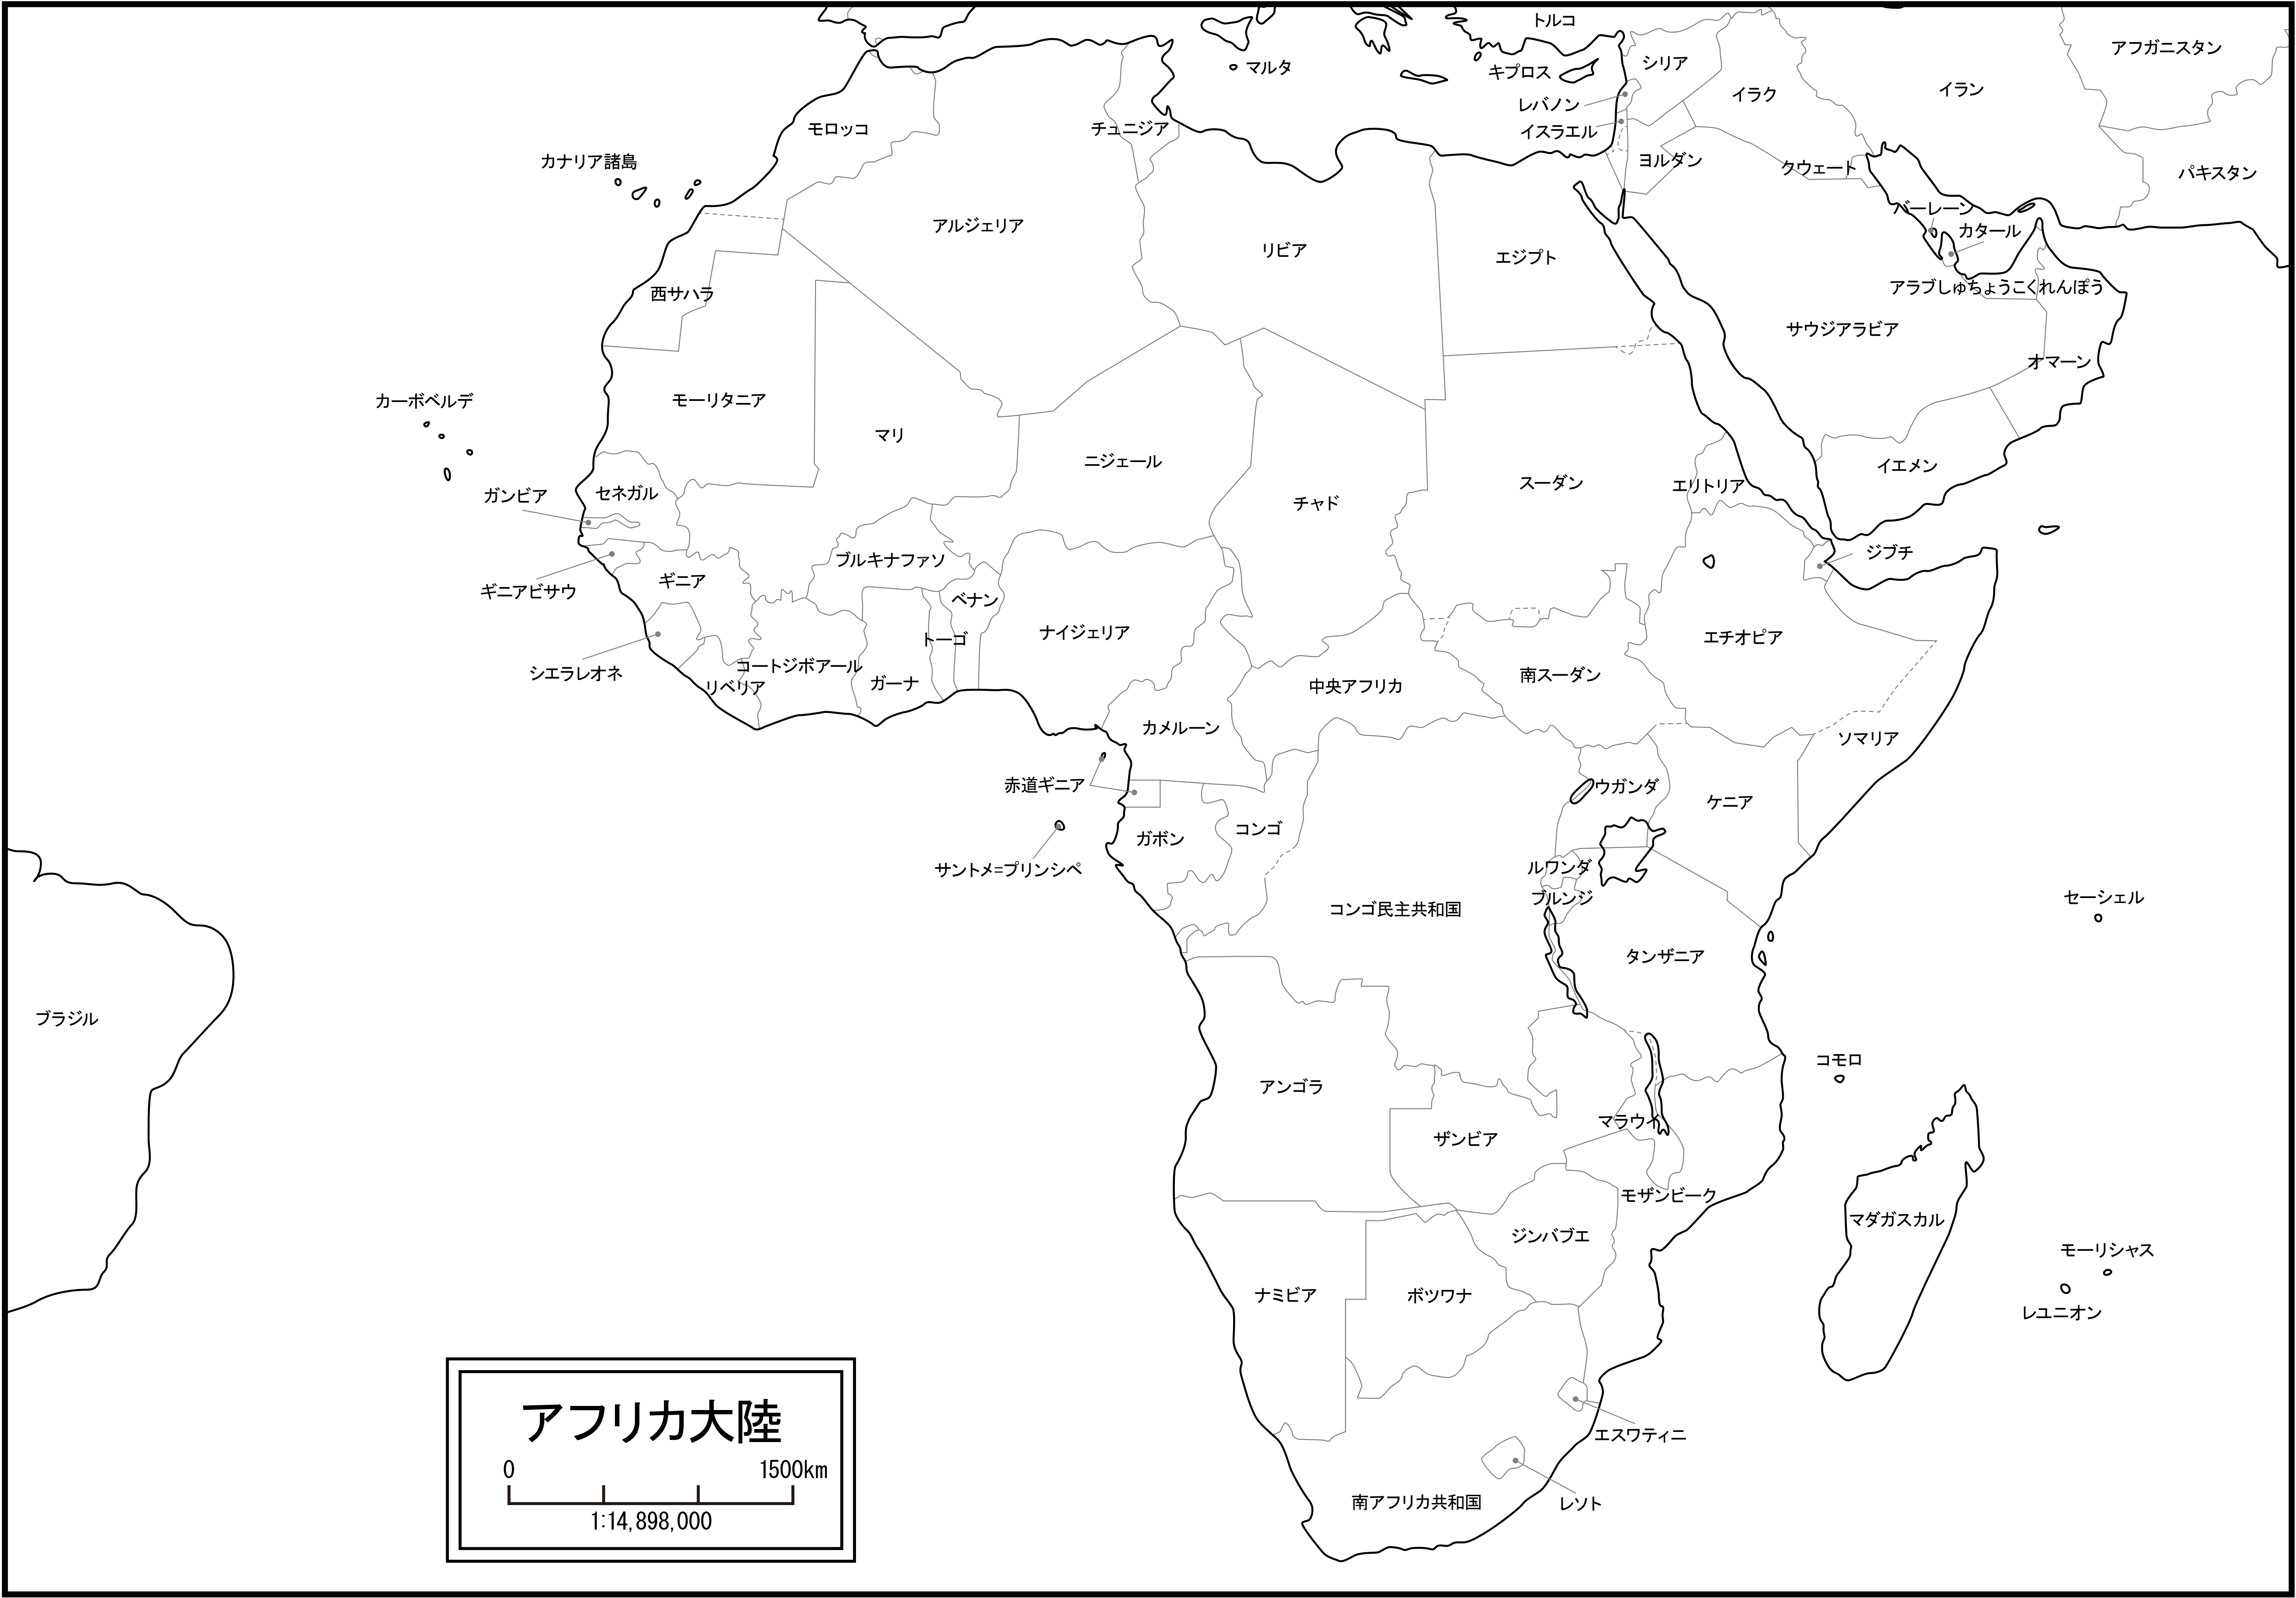 トルコ
アフガニスタン
シリア
マルタ
キプロス
イラク
イラン
レバノン
イスラエル
モロッコ
チュニジア
カナリア諸島
ヨルダン
クウェート
パキスタン
バーレーン
アルジェリア
リビア
エジプト
カタール
アラブしゅちょうこくれんぽう
西サハラ
サウジアラビア
オマーン
カーボベルデ
モーリタニア
マリ
ニジェール
イエメン
ガンビア
セネガル
チャド
スーダン
エリトリア
ジブチ
ブルキナファソ
ギニアビサウ
ギニア
ベナン
ナイジェリア
トーゴ
エチオピア
シエラレオネ
コートジボアール
リベリア
ガーナ
中央アフリカ
南スーダン
カメルーン
ソマリア
赤道ギニア
ウガンダ
ケニア
ガボン
コンゴ
サントメ=プリンシペ
ルワンダ
ブルンジ
コンゴ民主共和国
セーシェル
タンザニア
ブラジル
コモロ
アンゴラ
マラウイ
ザンビア
モザンビーク
マダガスカル
ジンバブエ
モーリシャス
ナミビア
ボツワナ
レユニオン
エスワティニ
南アフリカ共和国
レソト
アフリカ大陸
0 1500km
1:14,898,000